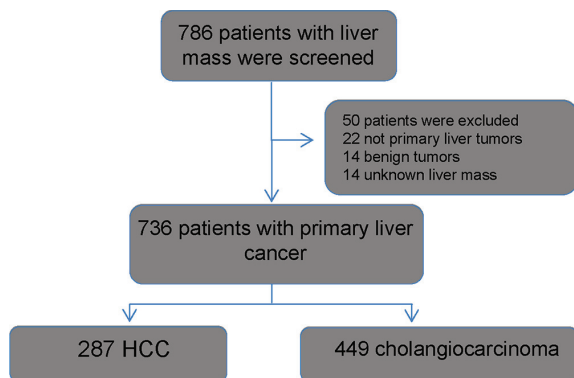 786 patients with liver
mass were screened
50 patients were excluded
22 not primary liver tumors
14 benign tumors
14 unknown liver mass
736 patients with primary liver
cancer
287 HCC
449 cholangiocarcinoma